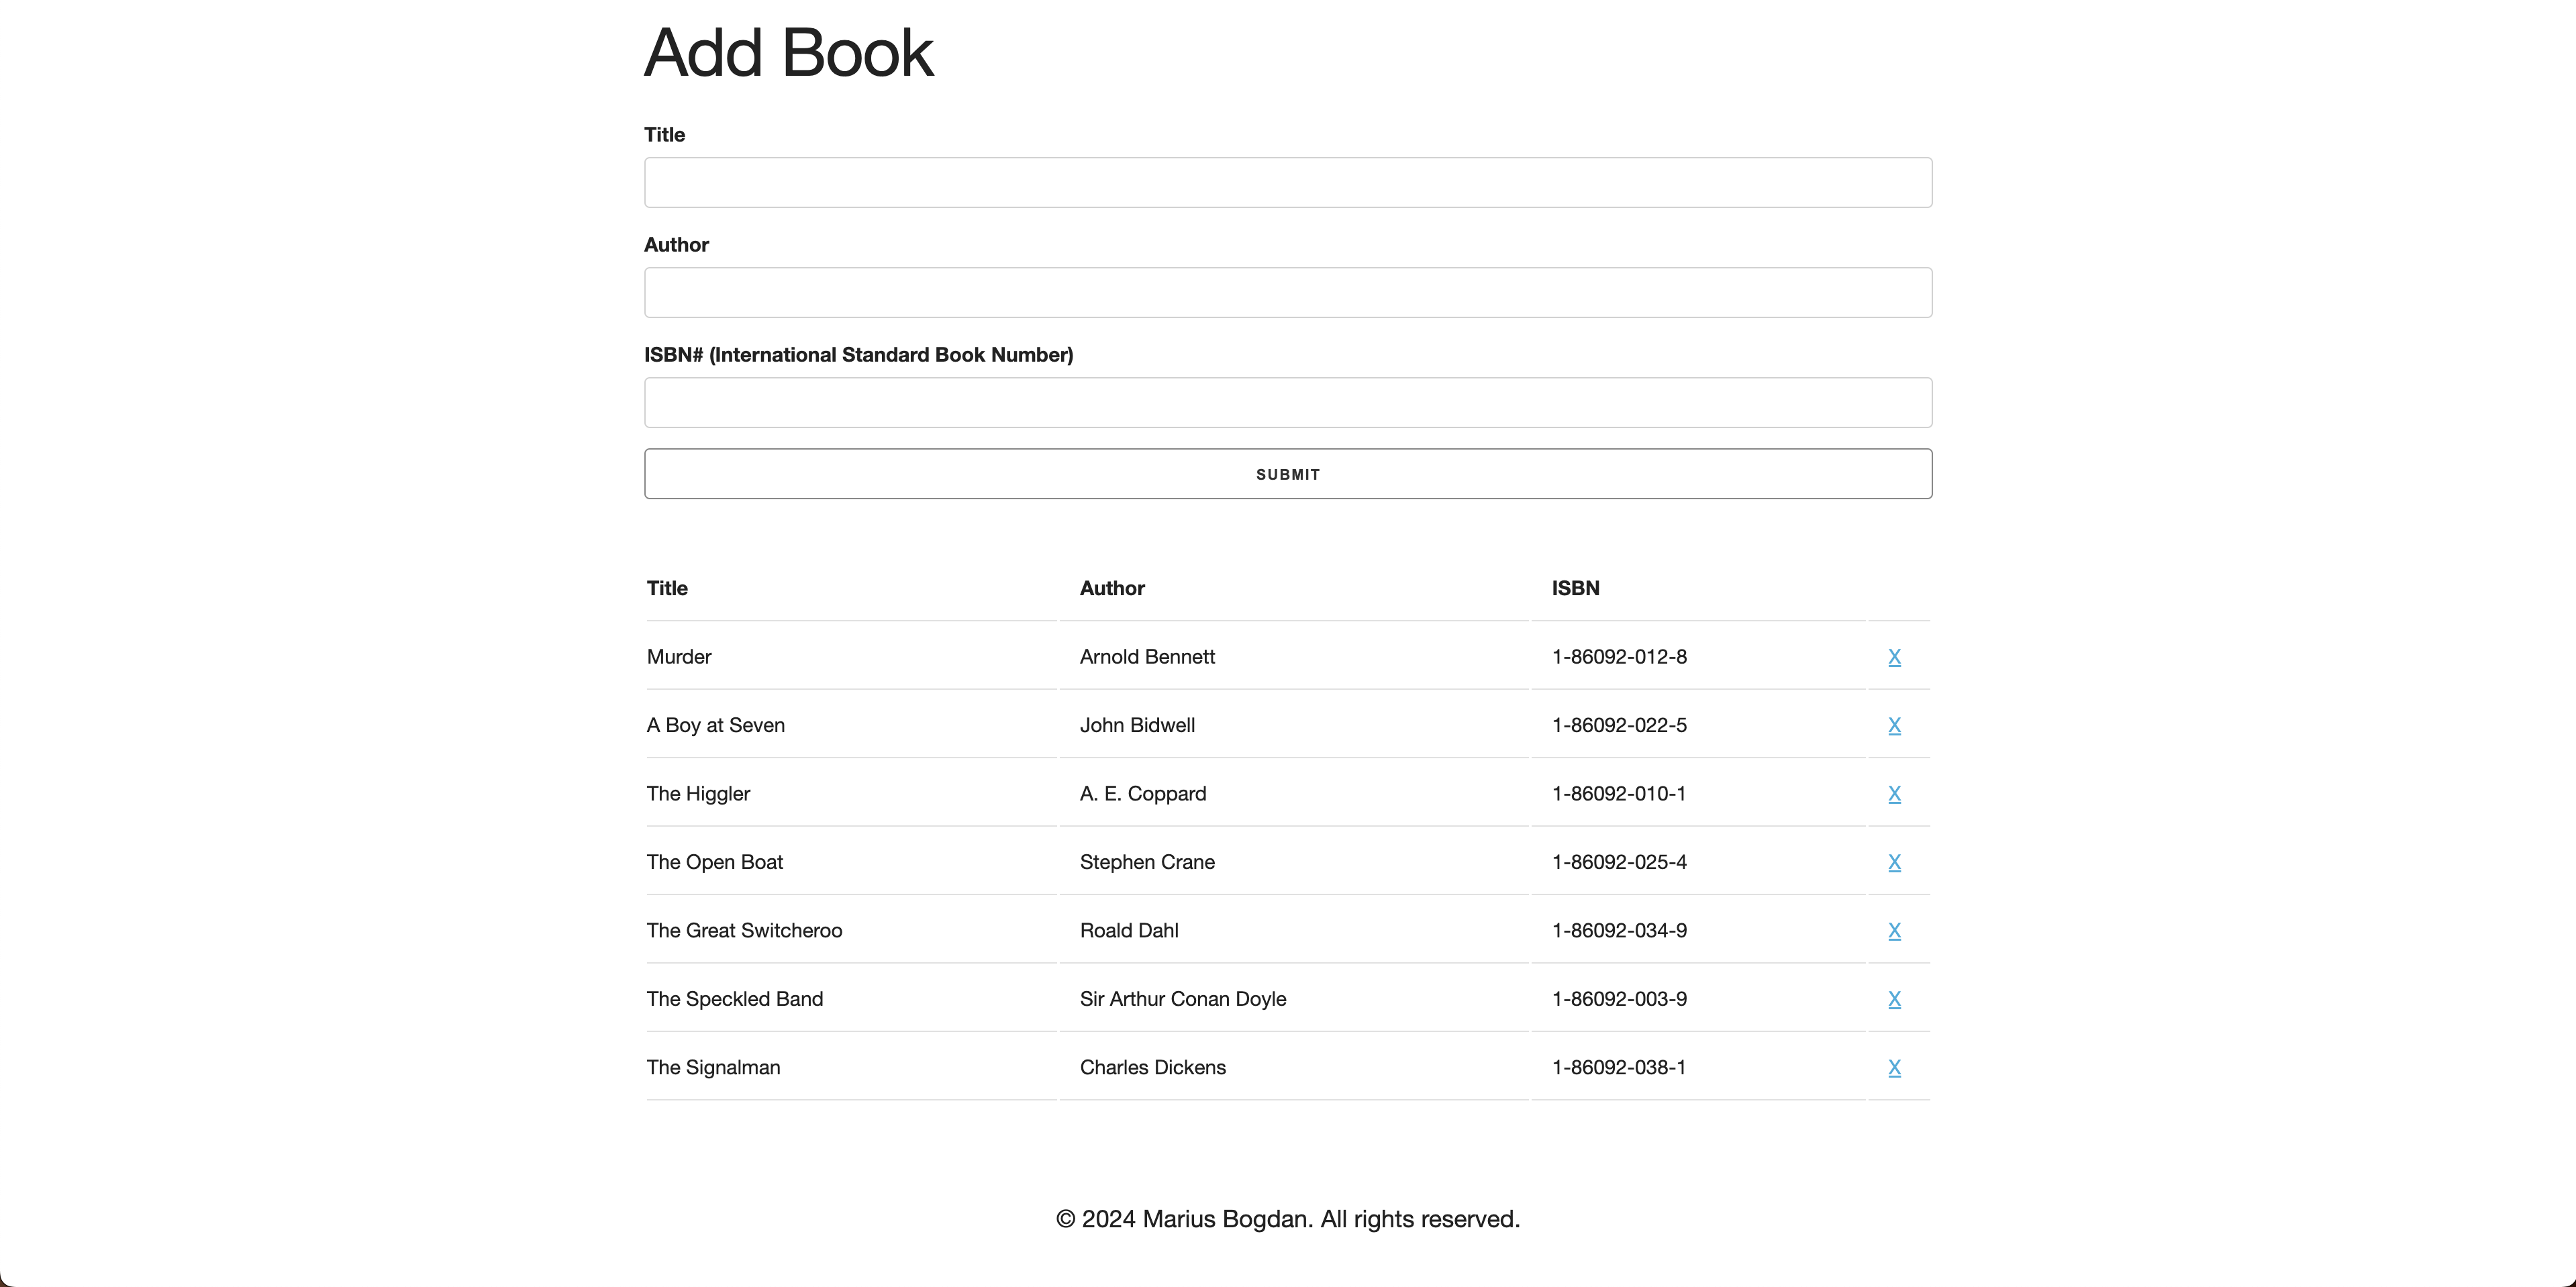 Add Book
Title
Author
ISBN# (International Standard Book Number)
SUBMIT
Title Author ISBN
Murder Arnold Bennett 1-86092-012-8 X
A Boy at Seven John Bidwell 1-86092-022-5 X
The Higgler A. E. Coppard 1-86092-010-1 X
The Open Boat Stephen Crane 1-86092-025-4 X
The Great Switcheroo Roald Dahl 1-86092-034-9 X
The Speckled Band Sir Arthur Conan Doyle 1-86092-003-9 X
The Signalman Charles Dickens 1-86092-038-1 X
© 2024 Marius Bogdan. All rights reserved.